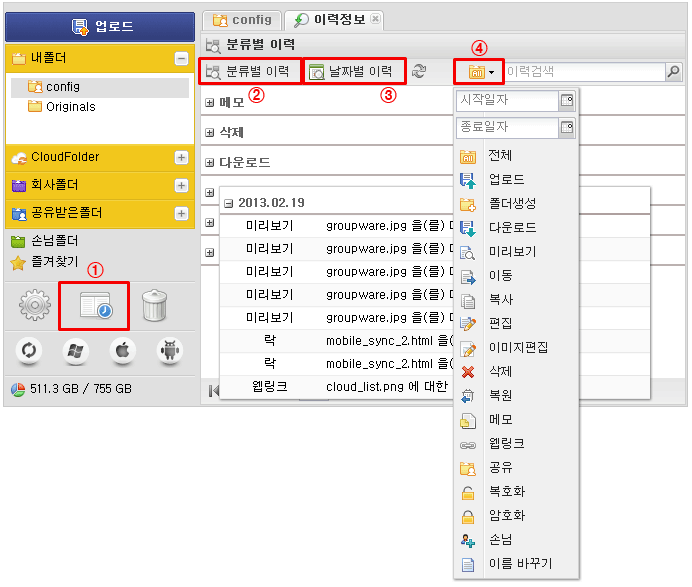 업로드
내폴더
config
Originals
CloudFolder
회사폴더
공유받은폴더
손님폴더
즐겨찾기
①
511.3 GB / 755 GB
config
이력정보
분류별 이력
분류별 이력
날짜별 이력
이력검색
② ③ ④
메모
삭제
다운로드
2013.02.19
미리보기 groupware.jpg 을(를)
미리보기 groupware.jpg 을(를)
미리보기 groupware.jpg 을(를)
미리보기 groupware.jpg 을(를)
미리보기 groupware.jpg 을(를)
락 mobile_sync_2.html 을
락 mobile_sync_2.html 을
웹링크 cloud_list.png 에 대한
시작일자
종료일자
전체
업로드
폴더생성
다운로드
미리보기
이동
복사
편집
이미지편집
삭제
복원
메모
웹링크
공유
복호화
암호화
손님
이름 바꾸기